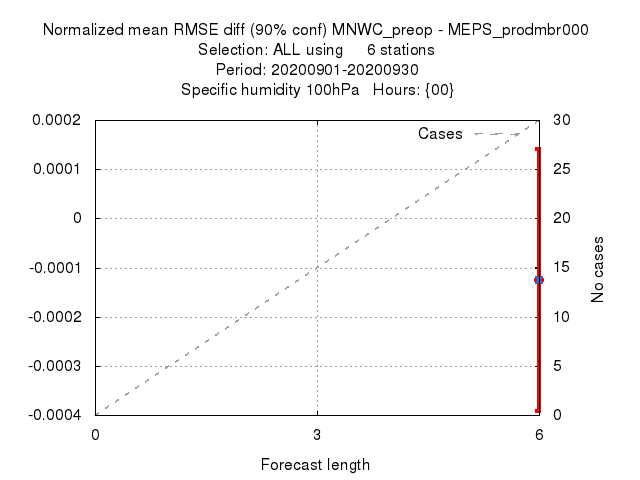 Normalized mean RMSE diff (90% conf) MNWC_preop - MEPS_prodmbr000
Selection: ALL using 6 stations
Period: 20200901-20200930
Specific humidity 100hPa Hours: {00}
0.0002
0.0001
0
-0.0001
-0.0002
-0.0003
-0.0004
Cases
30
25
20
15
10
5
0
No cases
0 3 6
Forecast length